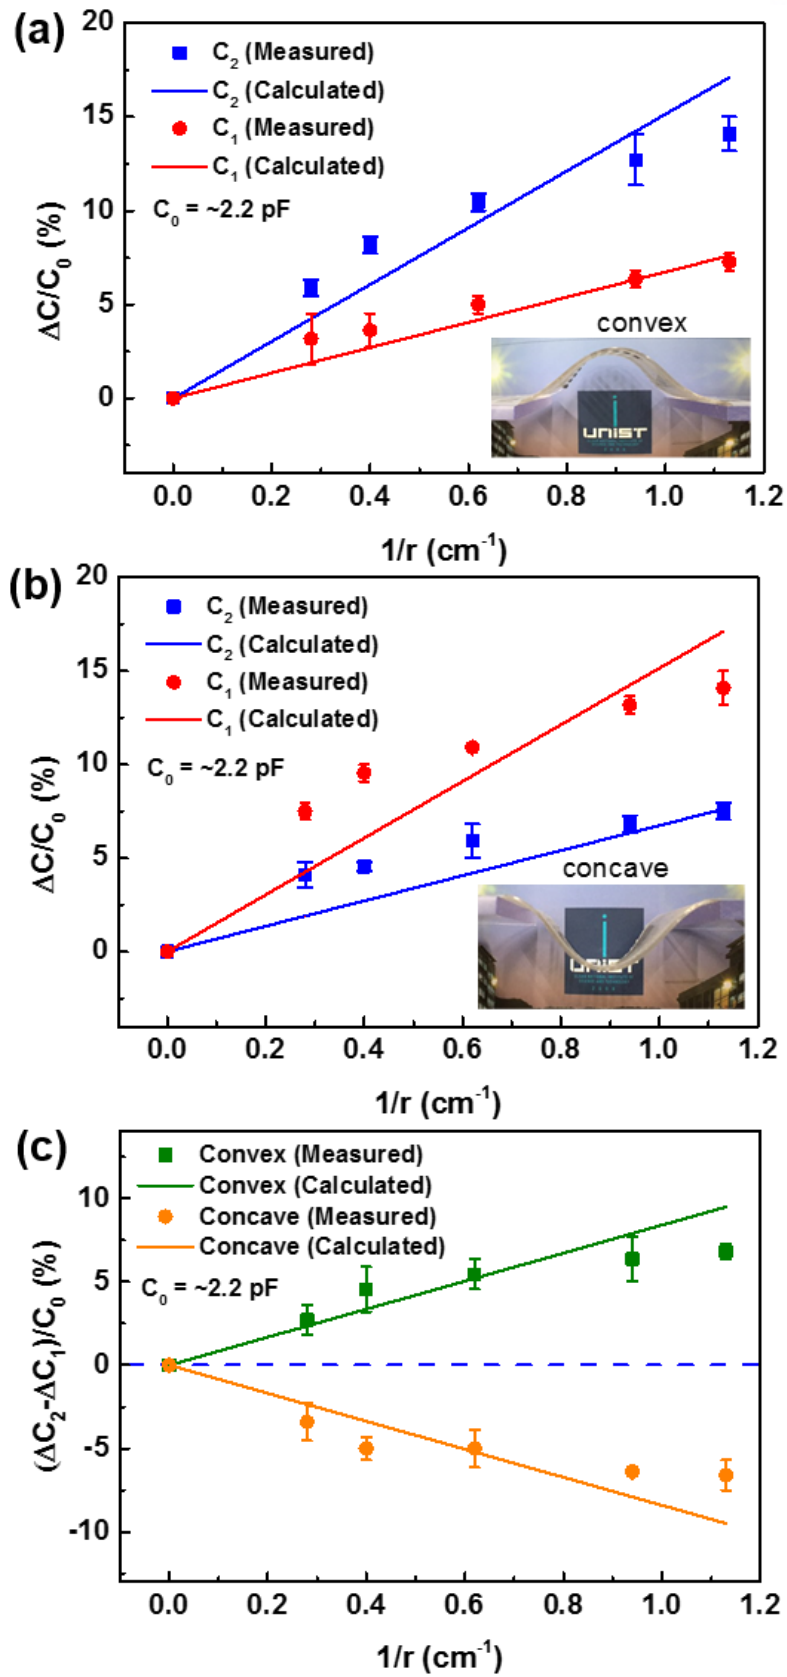 (a)
20
15
10
5
0
ΔC/C₀ (%)
C₂ (Measured)
C₂ (Calculated)
C₁ (Measured)
C₁ (Calculated)
C₀ = ~2.2 pF
convex
UNIST
0.0 0.2 0.4 0.6 0.8 1.0 1.2
1/r (cm⁻¹)
(b)
20
15
10
5
0
ΔC/C₀ (%)
C₂ (Measured)
C₂ (Calculated)
C₁ (Measured)
C₁ (Calculated)
C₀ = ~2.2 pF
concave
UNIST
0.0 0.2 0.4 0.6 0.8 1.0 1.2
1/r (cm⁻¹)
(c)
10
5
0
-5
-10
(ΔC₂-ΔC₁)/C₀ (%)
Convex (Measured)
Convex (Calculated)
Concave (Measured)
Concave (Calculated)
C₀ = ~2.2 pF
0.0 0.2 0.4 0.6 0.8 1.0 1.2
1/r (cm⁻¹)